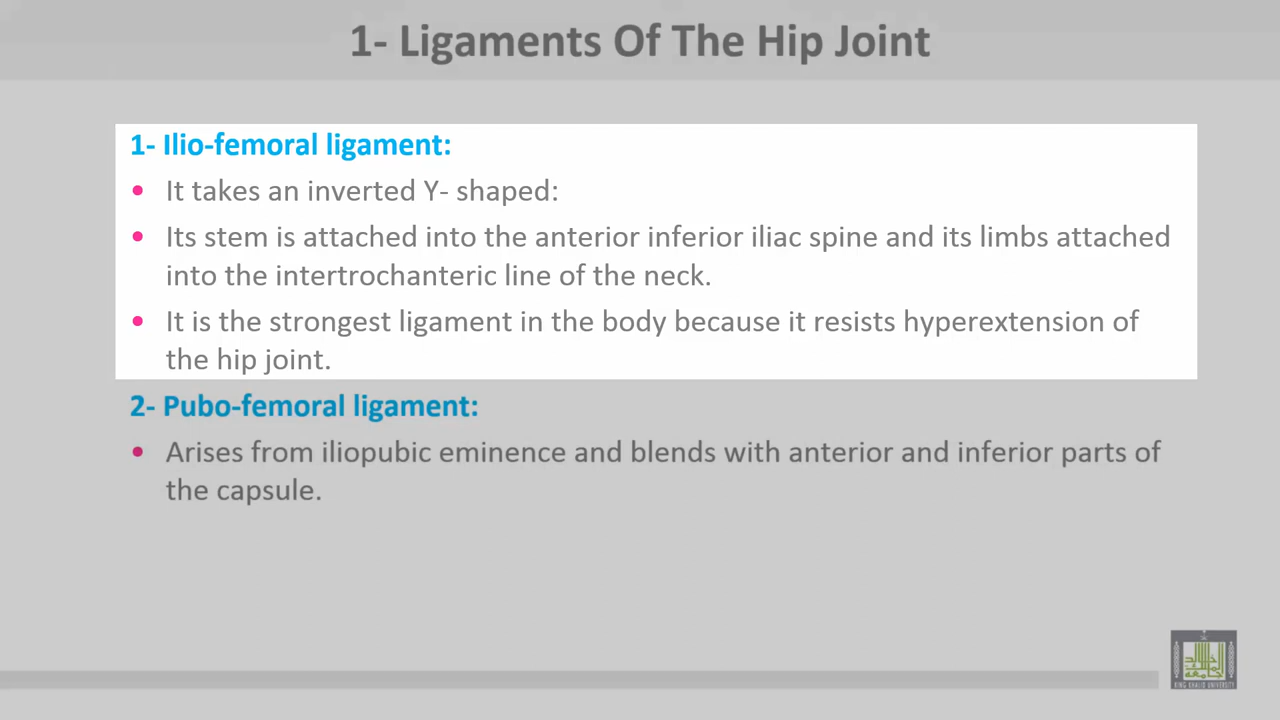 1- Ligaments Of The Hip Joint
1- Ilio-femoral ligament:
• It takes an inverted Y- shaped:
• Its stem is attached into the anterior inferior iliac spine and its limbs attached
into the intertrochanteric line of the neck.
• It is the strongest ligament in the body because it resists hyperextension of
the hip joint.
2- Pubo-femoral ligament:
• Arises from iliopubic eminence and blends with anterior and inferior parts of
the capsule.
KING KHALID UNIVERSITY